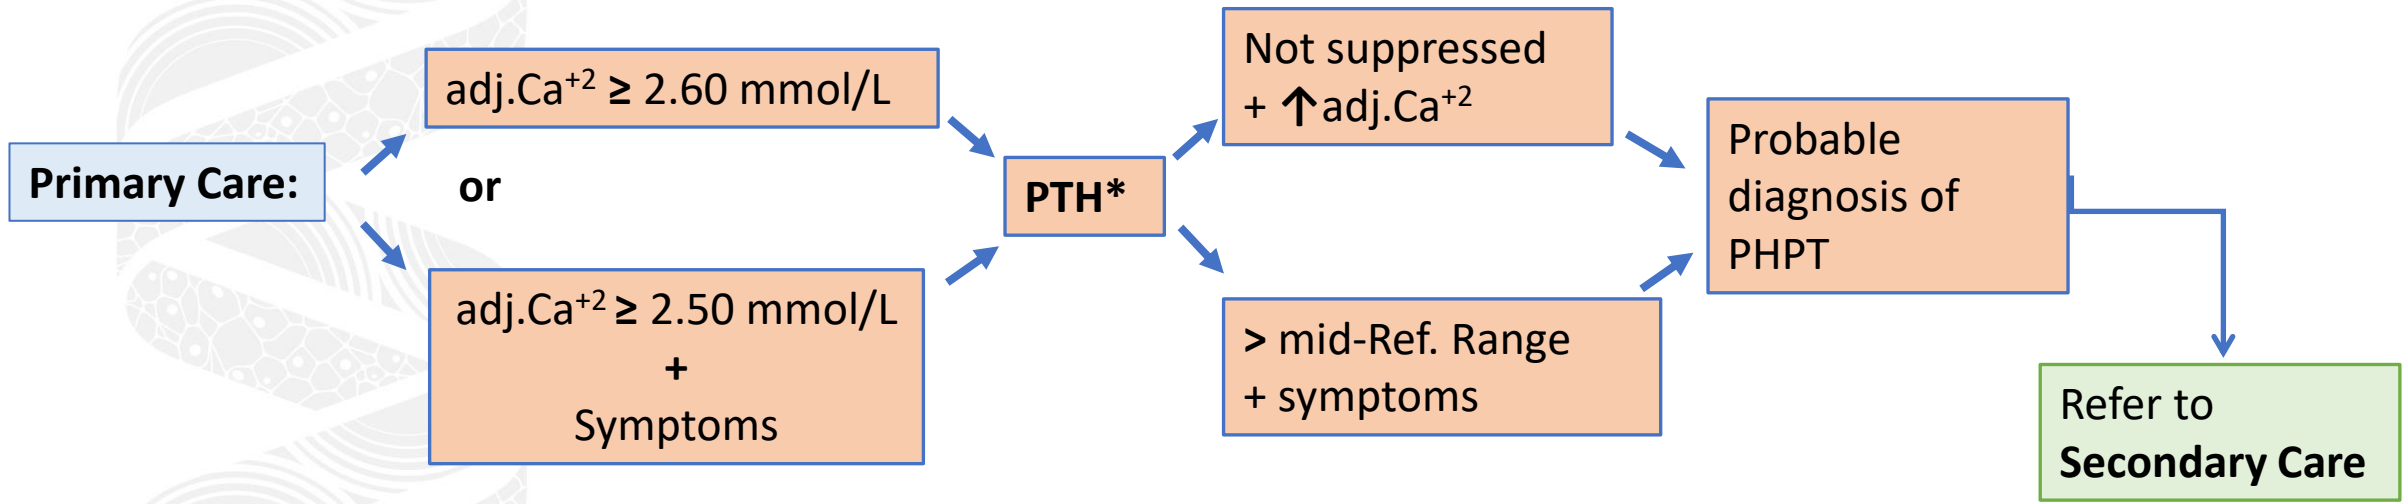 Primary Care:
adj.Ca⁺² ≥ 2.60 mmol/L
or
adj.Ca⁺² ≥ 2.50 mmol/L
+
Symptoms
PTH*
Not suppressed
+ ↑adj.Ca⁺²
> mid-Ref. Range
+ symptoms
Probable
diagnosis of
PHPT
Refer to
Secondary Care